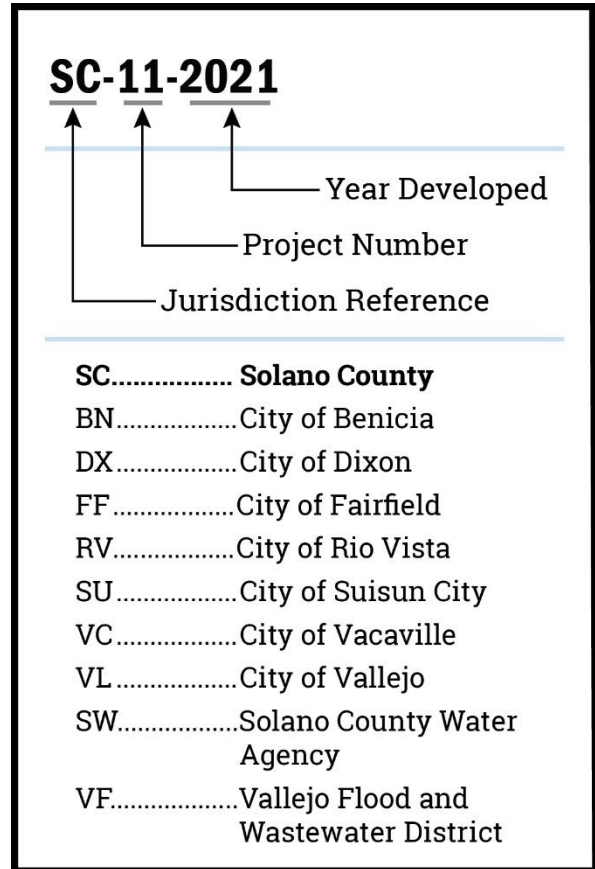 SC-11-2021
Year Developed
Project Number
Jurisdiction Reference
SC................. Solano County
BN.................City of Benicia
DX.................City of Dixon
FF.................City of Fairfield
RV.................City of Rio Vista
SU.................City of Suisun City
VC.................City of Vacaville
VL.................City of Vallejo
SW.................Solano County Water
Agency
VF..................Vallejo Flood and
Wastewater District